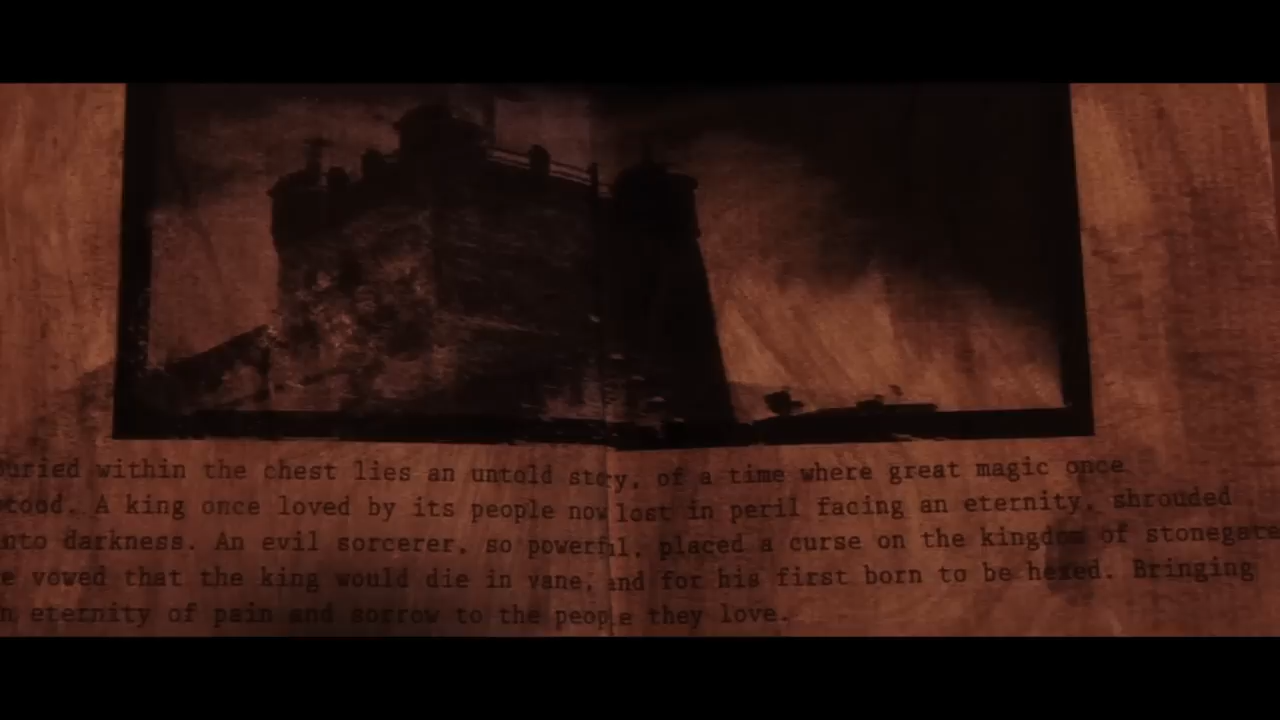 buried within the chest lies an untold story, of a time where great magic once
stood. A king once loved by its people now lost in peril facing an eternity, shrouded
into darkness. An evil sorcerer, so powerful, placed a curse on the kingdom of stonegate
e vowed that the king would die in vane, and for his first born to be hexed. Bringing
n eternity of pain and sorrow to the people they love.